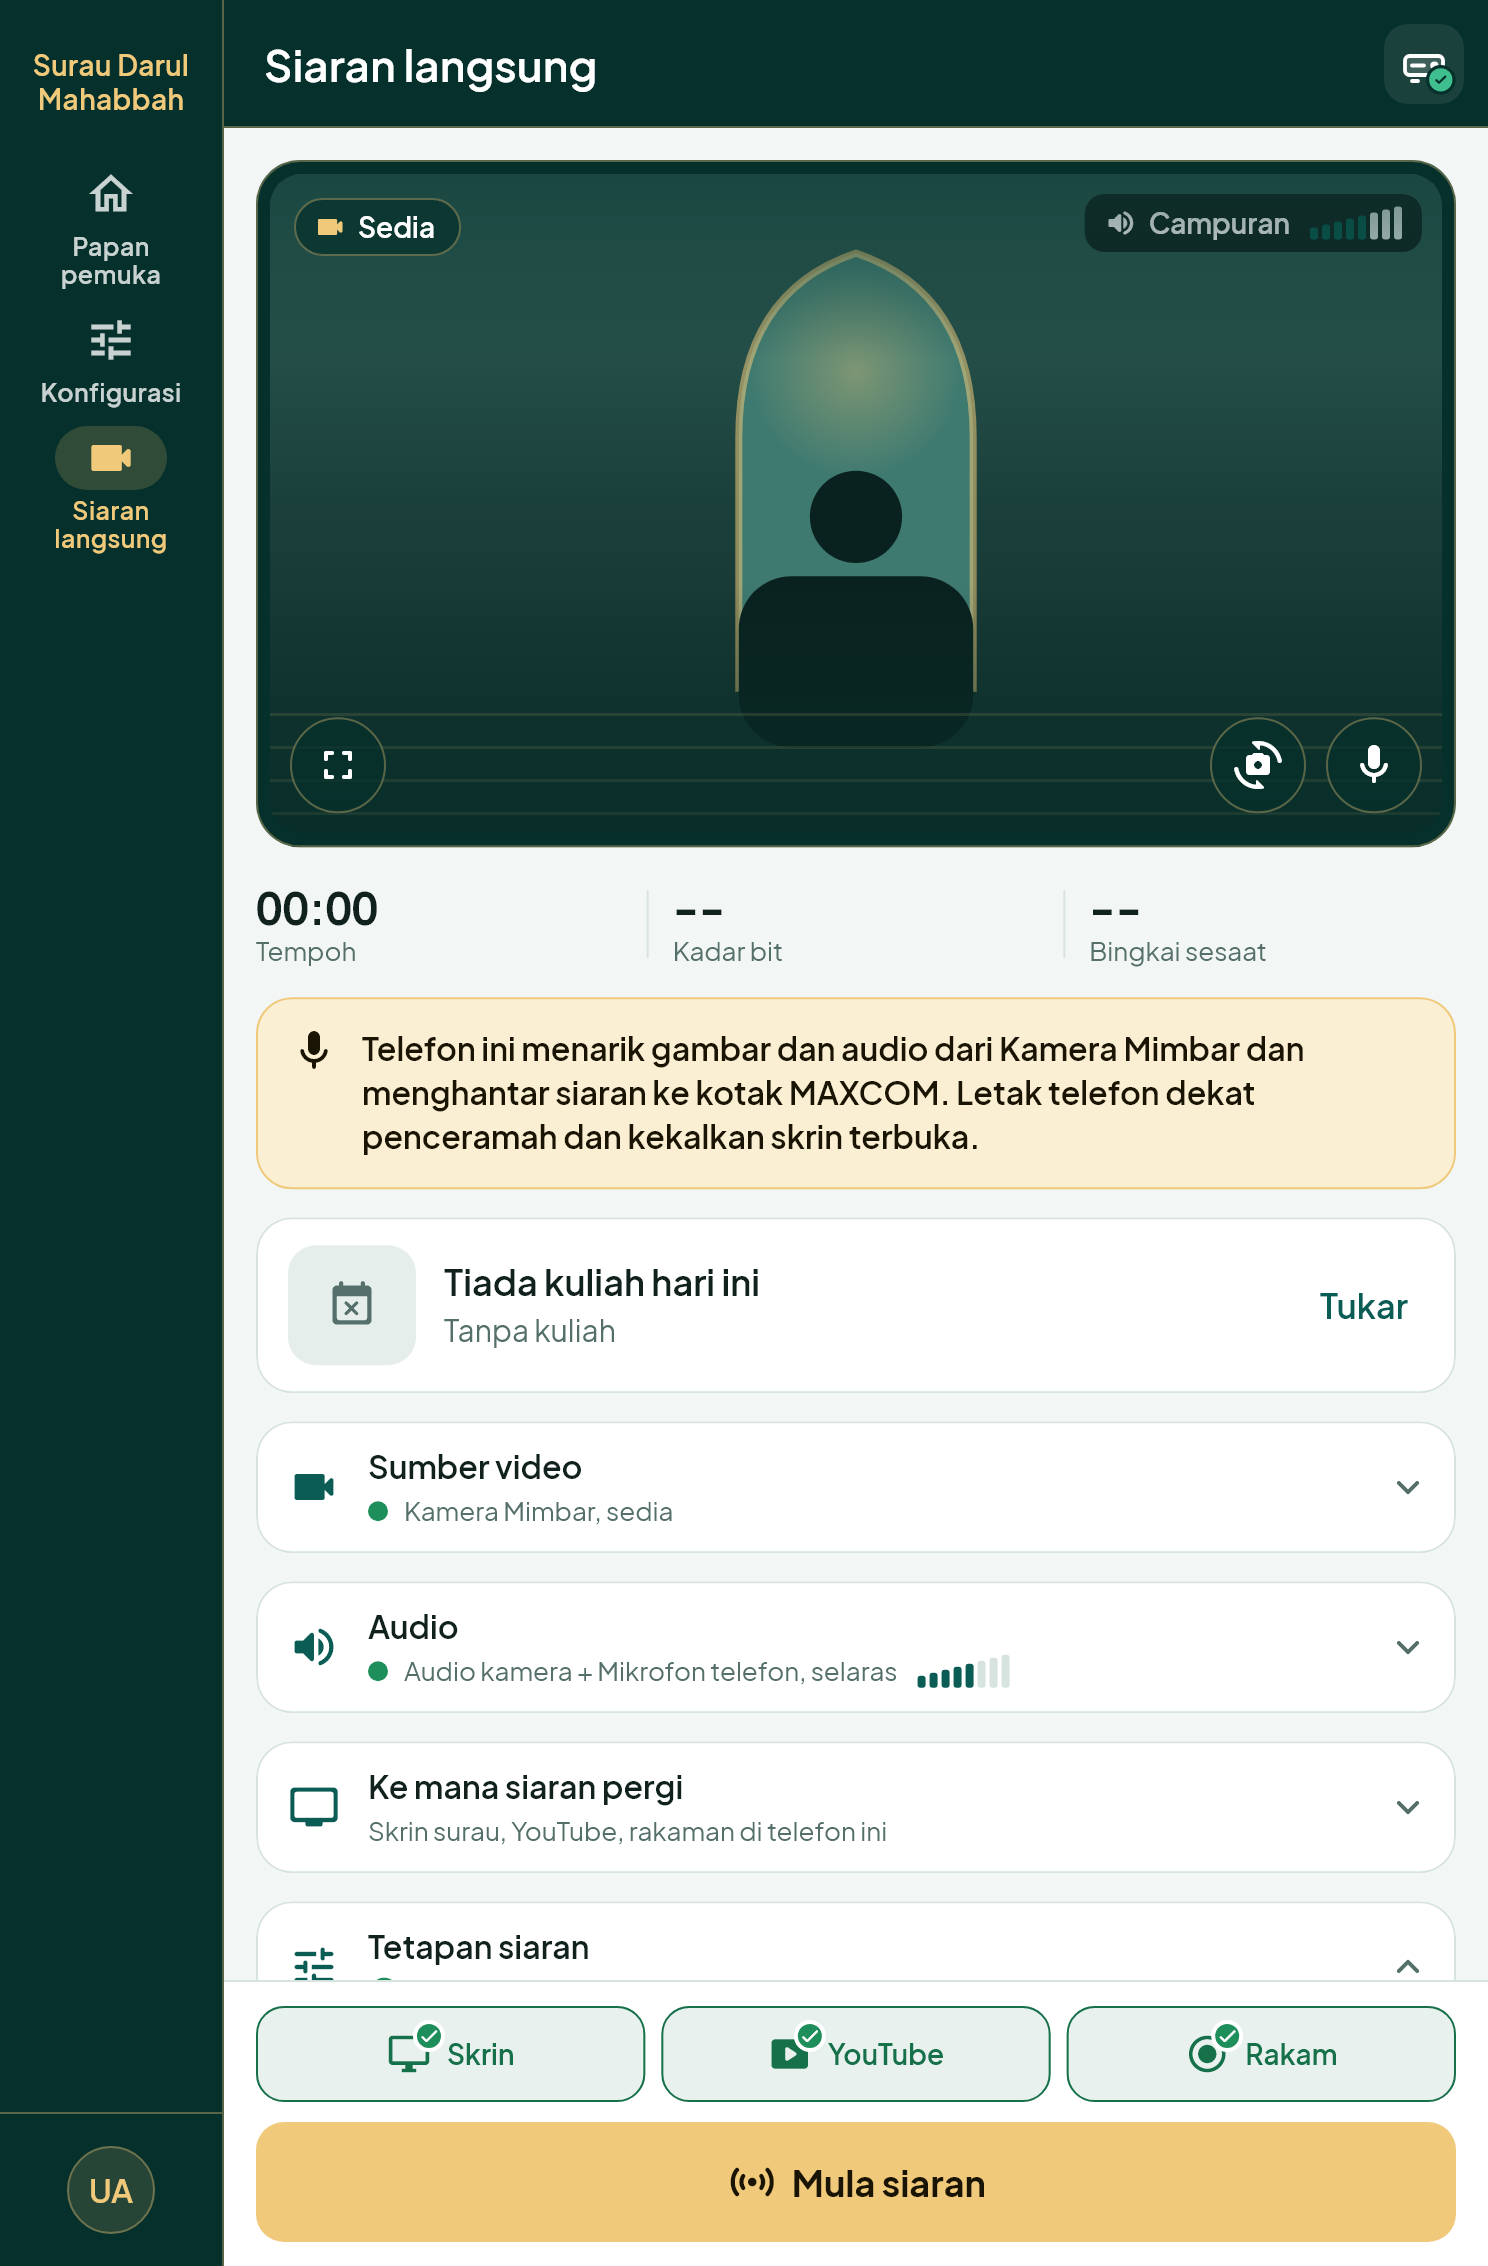 Surau Darul
Mahabbah
Papan
pemuka
Konfigurasi
Siaran
langsung
UA
Siaran langsung
Sedia
Campuran
00:00
Tempoh
--
Kadar bit
--
Bingkai sesaat
Telefon ini menarik gambar dan audio dari Kamera Mimbar dan
menghantar siaran ke kotak MAXCOM. Letak telefon dekat
penceramah dan kekalkan skrin terbuka.
Tiada kuliah hari ini
Tanpa kuliah
Tukar
Sumber video
Kamera Mimbar, sedia
Audio
Audio kamera + Mikrofon telefon, selaras
Ke mana siaran pergi
Skrin surau, YouTube, rakaman di telefon ini
Tetapan siaran
Skrin
YouTube
Rakam
Mula siaran